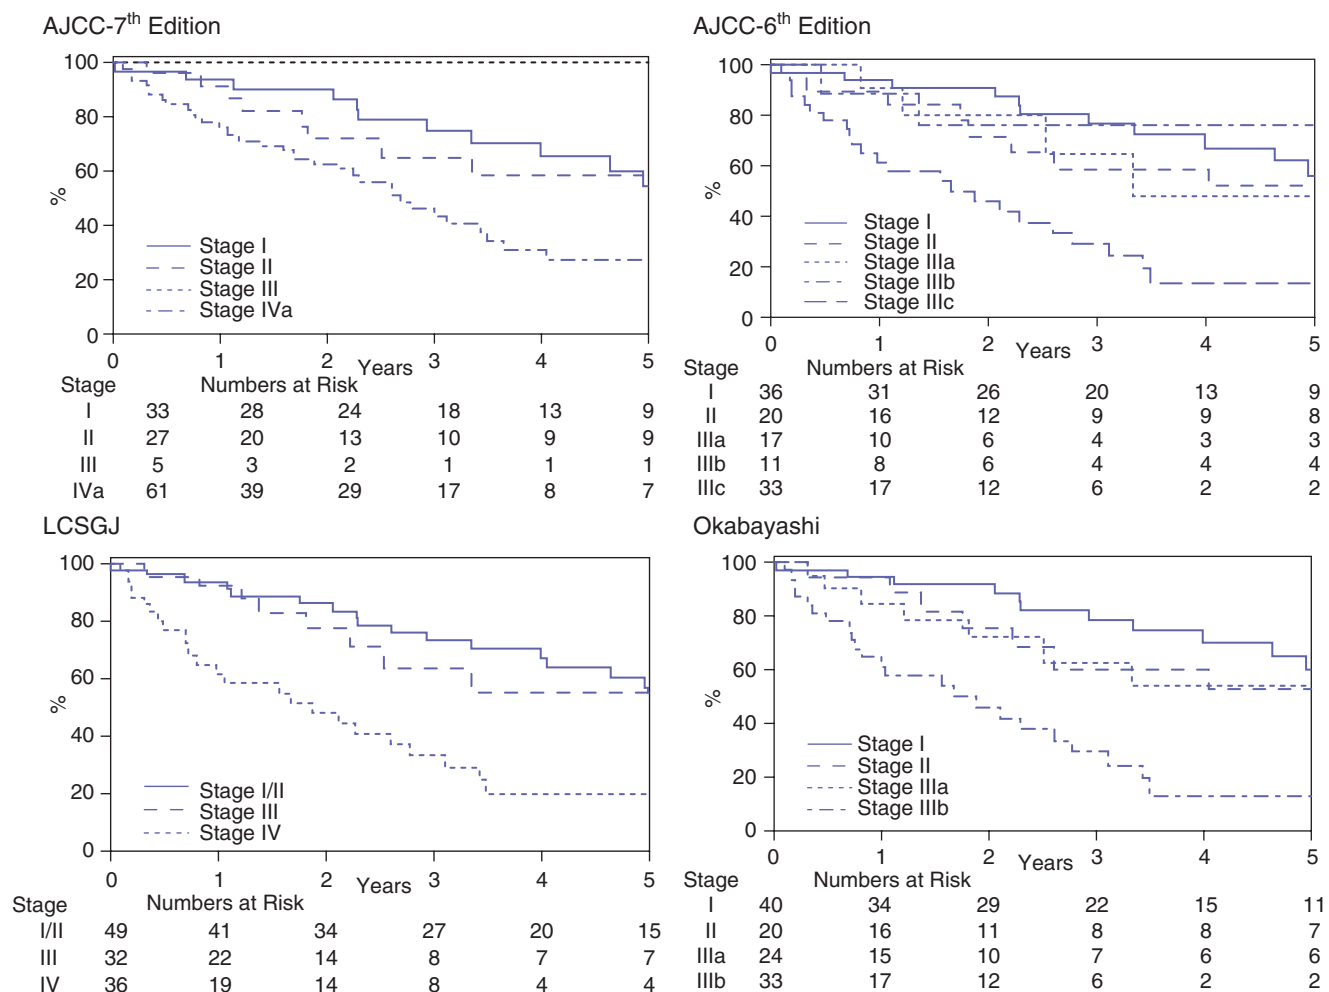 AJCC-7th Edition
100
80
60
40
20
0
%
Stage I
Stage II
Stage III
Stage IVa
0 1 2 3 4 5
Years
Stage Numbers at Risk
I 33 28 24 18 13 9
II 27 20 13 10 9 9
III 5 3 2 1 1 1
IVa 61 39 29 17 8 7
AJCC-6th Edition
100
80
60
40
20
0
%
Stage I
Stage II
Stage IIIa
Stage IIIb
Stage IIIc
0 1 2 3 4 5
Years
Stage Numbers at Risk
I 36 31 26 20 13 9
II 20 16 12 9 9 8
IIIa 17 10 6 4 3 3
IIIb 11 8 6 4 4 4
IIIc 33 17 12 6 2 2
LCSGJ
100
80
60
40
20
0
%
Stage I/II
Stage III
Stage IV
0 1 2 3 4 5
Years
Stage Numbers at Risk
I/II 49 41 34 27 20 15
III 32 22 14 8 7 7
IV 36 19 14 8 4 4
Okabayashi
100
80
60
40
20
0
%
Stage I
Stage II
Stage IIIa
Stage IIIb
0 1 2 3 4 5
Years
Stage Numbers at Risk
I 40 34 29 22 15 11
II 20 16 11 8 8 7
IIIa 24 15 10 7 6 6
IIIb 33 17 12 6 2 2